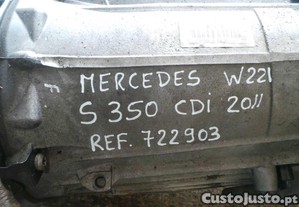 MERCEDES W221
S 350 CDI 2011
REF. 722903
CustoJusto.pt